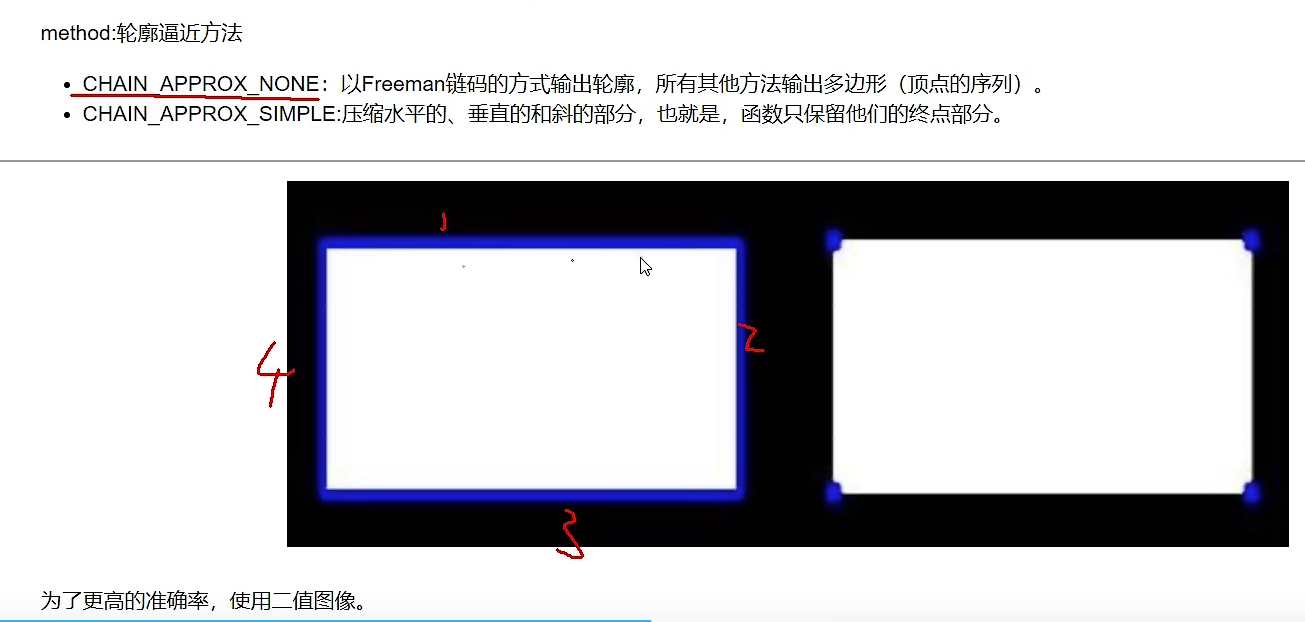 method:轮廓逼近方法
CHAIN_APPROX_NONE：以Freeman链码的方式输出轮廓，所有其他方法输出多边形（顶点的序列）。
CHAIN_APPROX_SIMPLE:压缩水平的、垂直的和斜的部分，也就是，函数只保留他们的终点部分。
1
2
4
3
为了更高的准确率，使用二值图像。